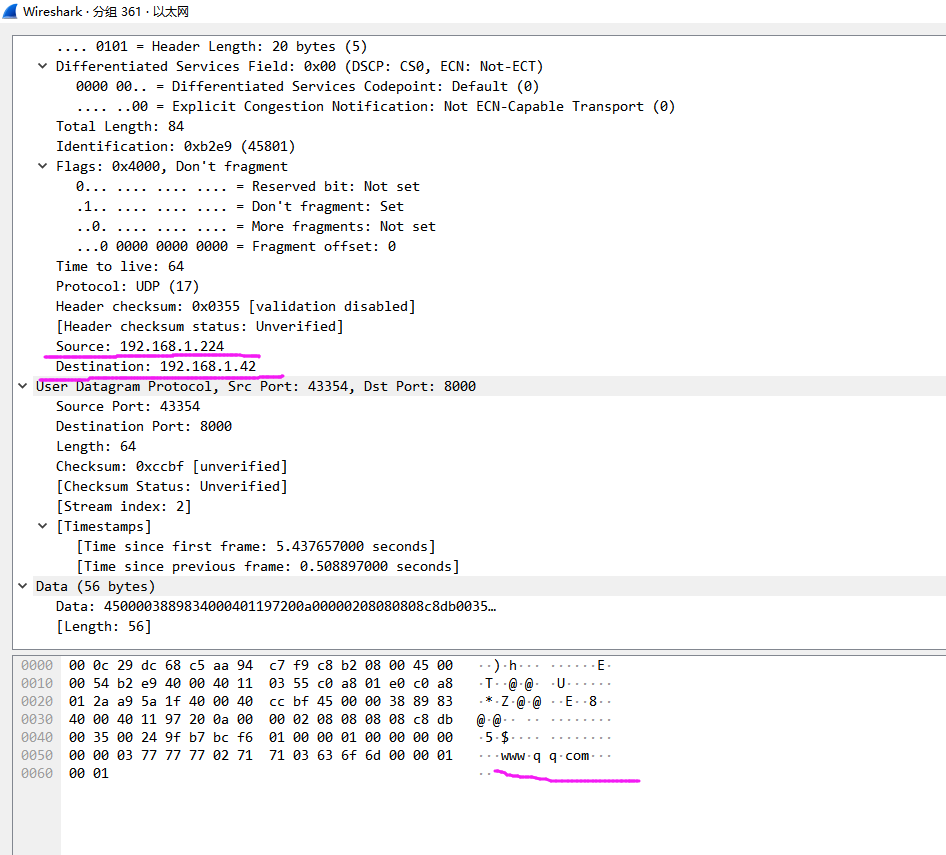 Wireshark · 分组 361 · 以太网
.... 0101 = Header Length: 20 bytes (5)
Differentiated Services Field: 0x00 (DSCP: CS0, ECN: Not-ECT)
0000 00.. = Differentiated Services Codepoint: Default (0)
.... ..00 = Explicit Congestion Notification: Not ECN-Capable Transport (0)
Total Length: 84
Identification: 0xb2e9 (45801)
Flags: 0x4000, Don't fragment
0... .... .... .... = Reserved bit: Not set
.1.. .... .... .... = Don't fragment: Set
..0. .... .... .... = More fragments: Not set
...0 0000 0000 0000 = Fragment offset: 0
Time to live: 64
Protocol: UDP (17)
Header checksum: 0x0355 [validation disabled]
[Header checksum status: Unverified]
Source: 192.168.1.224
Destination: 192.168.1.42
User Datagram Protocol, Src Port: 43354, Dst Port: 8000
Source Port: 43354
Destination Port: 8000
Length: 64
Checksum: 0xccbf [unverified]
[Checksum Status: Unverified]
[Stream index: 2]
[Timestamps]
[Time since first frame: 5.437657000 seconds]
[Time since previous frame: 0.508897000 seconds]
Data (56 bytes)
Data: 4500003889834000401197200a00000208080808c8db0035…
[Length: 56]
0000 00 0c 29 dc 68 c5 aa 94 c7 f9 c8 b2 08 00 45 00 ··)·h··· ······E·
0010 00 54 b2 e9 40 00 40 11 03 55 c0 a8 01 e0 c0 a8 ·T··@·@· ·U······
0020 01 2a a9 5a 1f 40 00 40 cc bf 45 00 00 38 89 83 ·*·Z·@·@ ··E··8··
0030 40 00 40 11 97 20 0a 00 00 02 08 08 08 08 c8 db @·@·· ·· ········
0040 00 35 00 24 9f b7 bc f6 01 00 00 01 00 00 00 00 ·5·$···· ········
0050 00 00 03 77 77 77 02 71 71 03 63 6f 6d 00 00 01 ···www·q q·com···
0060 00 01 ··